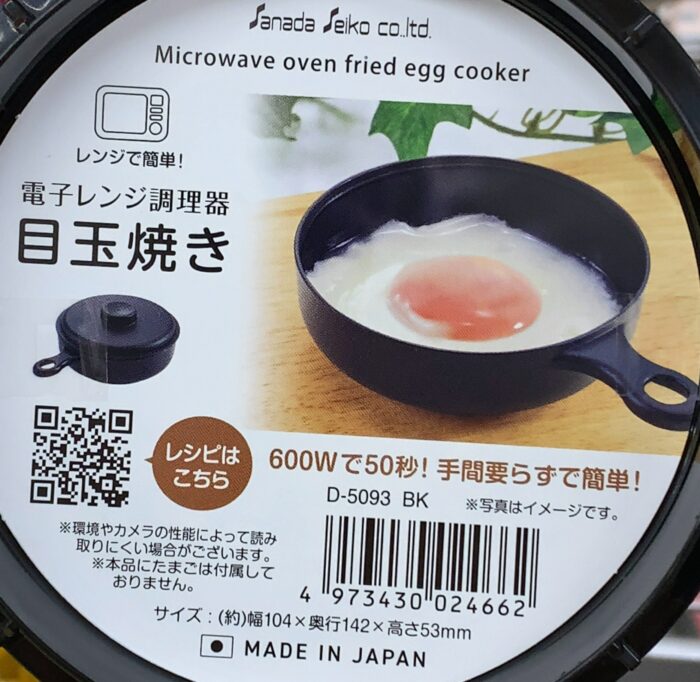 Sanada Seiko co.,ltd.
Microwave oven fried egg cooker
レンジで簡単!
電子レンジ調理器
目玉焼き
レシピは
こちら
600Wで50秒! 手間要らずで簡単!
D-5093 BK
※写真はイメージです。
※環境やカメラの性能によって読み
取りにくい場合がございます。
※本品にたまごは付属して
おりません。
4 973430 024662
サイズ:(約)幅104×奥行142×高さ53mm
MADE IN JAPAN